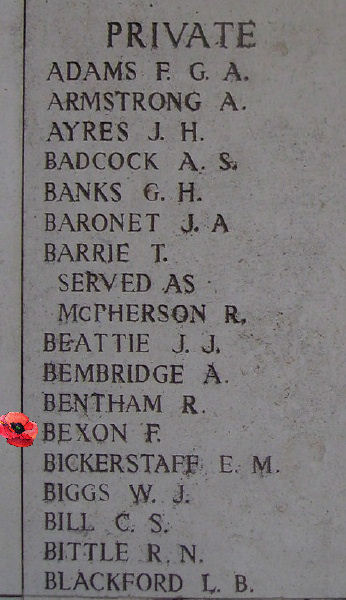 PRIVATE
ADAMS F. G. A.
ARMSTRONG A.
AYRES J. H.
BADCOCK A. S.
BANKS G. H.
BARONET J. A
BARRIE T.
SERVED AS
McPHERSON R.
BEATTIE J. J.
BEMBRIDGE A.
BENTHAM R.
BEXON F.
BICKERSTAFF E. M.
BIGGS W. J.
BILL C. S.
BITTLE R. N.
BLACKFORD L. B.